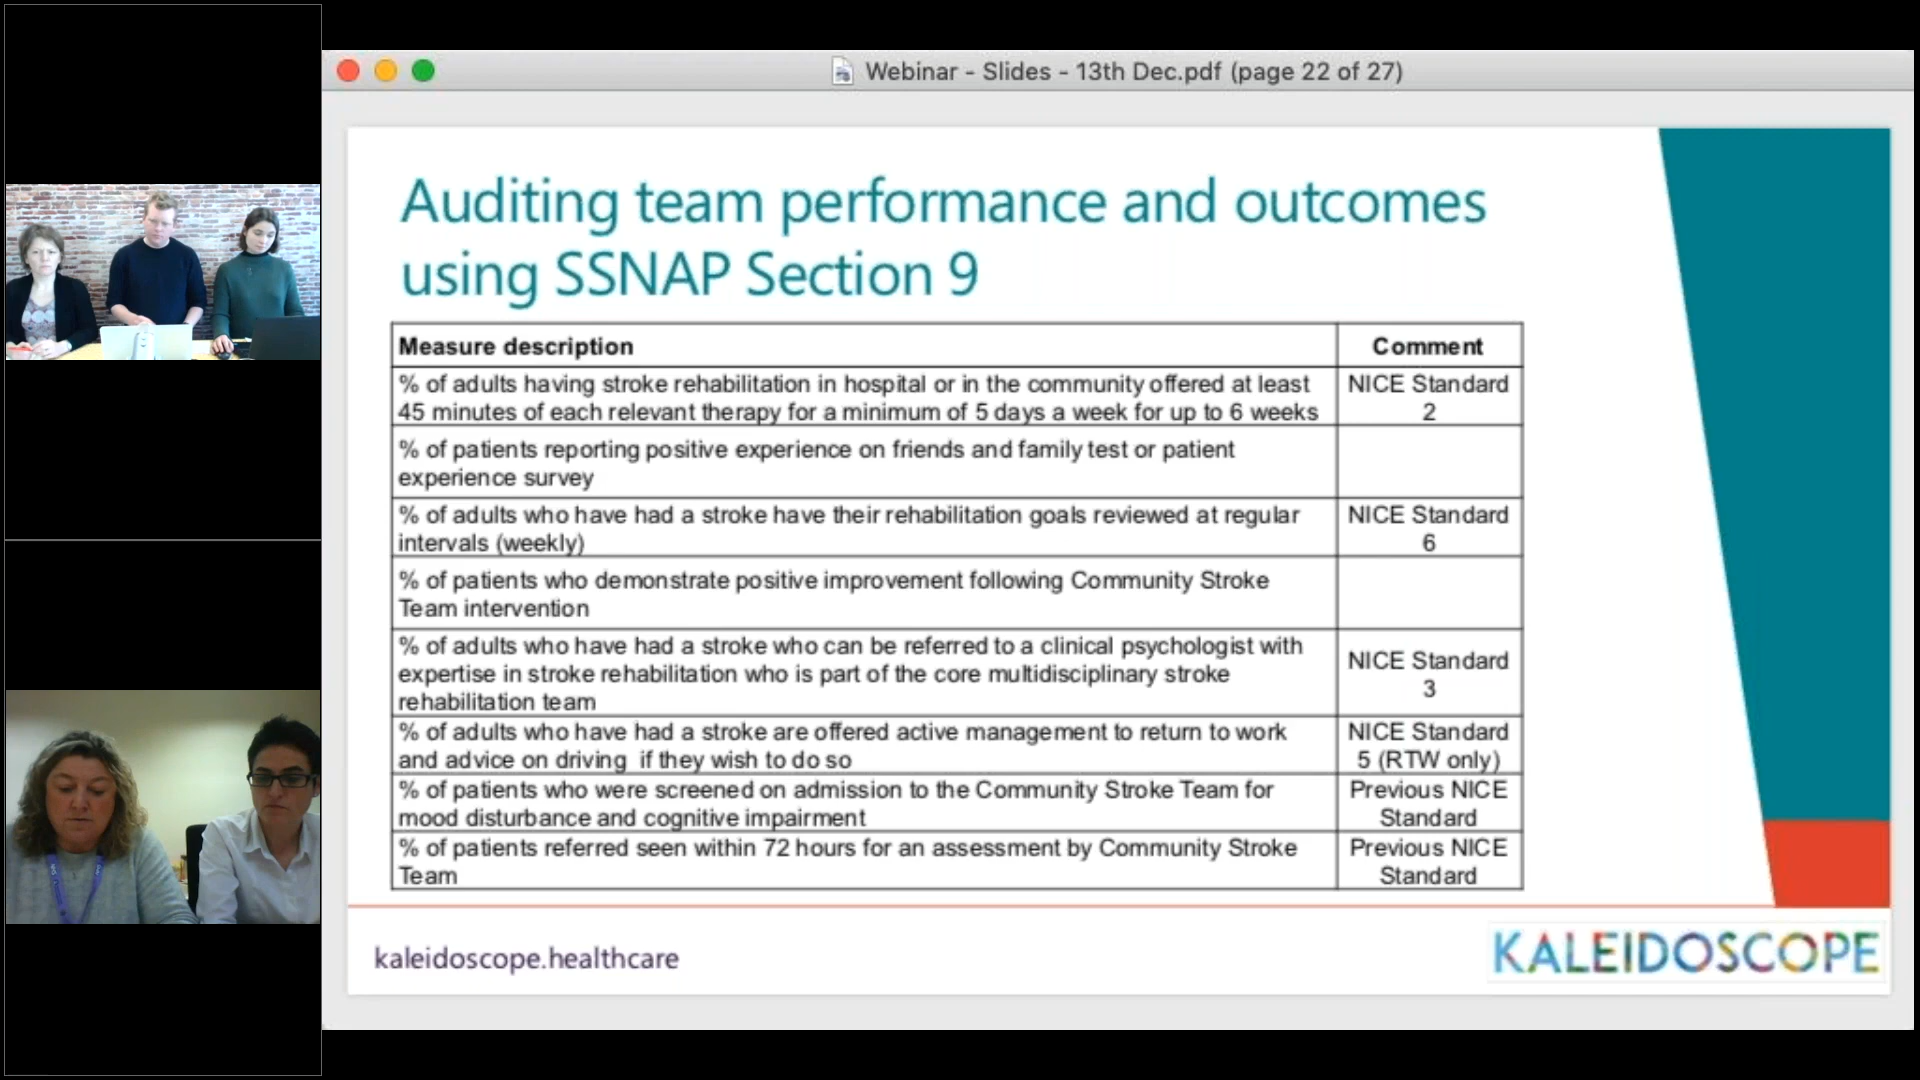 Webinar - Slides - 13th Dec.pdf (page 22 of 27)
Auditing team performance and outcomes
using SSNAP Section 9
Measure description
Comment
% of adults having stroke rehabilitation in hospital or in the community offered at least
45 minutes of each relevant therapy for a minimum of 5 days a week for up to 6 weeks
NICE Standard
2
% of patients reporting positive experience on friends and family test or patient
experience survey
% of adults who have had a stroke have their rehabilitation goals reviewed at regular
intervals (weekly)
NICE Standard
6
% of patients who demonstrate positive improvement following Community Stroke
Team intervention
% of adults who have had a stroke who can be referred to a clinical psychologist with
expertise in stroke rehabilitation who is part of the core multidisciplinary stroke
rehabilitation team
NICE Standard
3
% of adults who have had a stroke are offered active management to return to work
and advice on driving if they wish to do so
NICE Standard
5 (RTW only)
% of patients who were screened on admission to the Community Stroke Team for
mood disturbance and cognitive impairment
Previous NICE
Standard
% of patients referred seen within 72 hours for an assessment by Community Stroke
Team
Previous NICE
Standard
kaleidoscope.healthcare
KALEIDOSCOPE